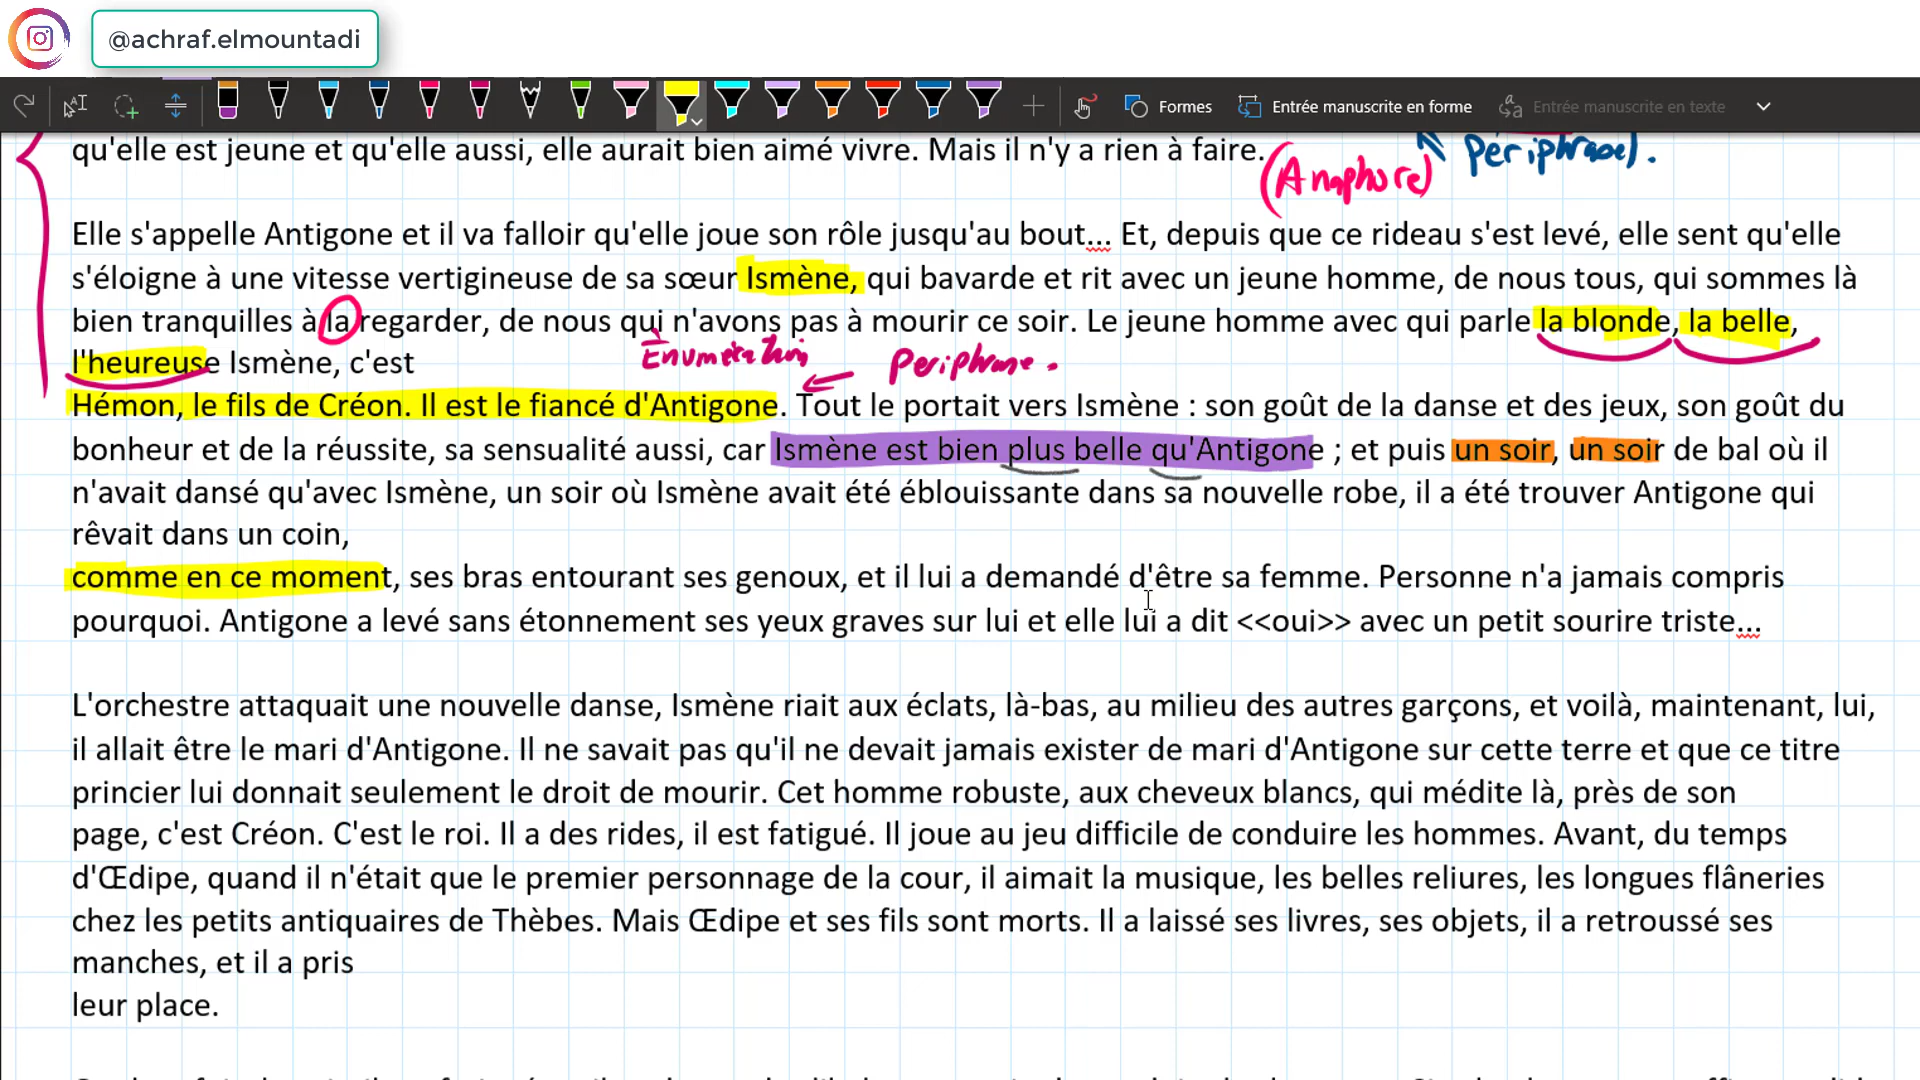 @achraf.elmountadi
Formes
Entrée manuscrite en forme
Entrée manuscrite en texte
qu'elle est jeune et qu'elle aussi, elle aurait bien aimé vivre. Mais il n'y a rien à faire.
(Anaphore)
périphrase).
Elle s'appelle Antigone et il va falloir qu'elle joue son rôle jusqu'au bout... Et, depuis que ce rideau s'est levé, elle sent qu'elle
s'éloigne à une vitesse vertigineuse de sa sœur Ismène, qui bavarde et rit avec un jeune homme, de nous tous, qui sommes là
bien tranquilles à la regarder, de nous qui n'avons pas à mourir ce soir. Le jeune homme avec qui parle la blonde, la belle,
l'heureuse Ismène, c'est
Enumération
Periphrase.
Hémon, le fils de Créon. Il est le fiancé d'Antigone. Tout le portait vers Ismène : son goût de la danse et des jeux, son goût du
bonheur et de la réussite, sa sensualité aussi, car Ismène est bien plus belle qu'Antigone ; et puis un soir, un soir de bal où il
n'avait dansé qu'avec Ismène, un soir où Ismène avait été éblouissante dans sa nouvelle robe, il a été trouver Antigone qui
rêvait dans un coin,
comme en ce moment, ses bras entourant ses genoux, et il lui a demandé d'être sa femme. Personne n'a jamais compris
pourquoi. Antigone a levé sans étonnement ses yeux graves sur lui et elle lui a dit <<oui>> avec un petit sourire triste...
L'orchestre attaquait une nouvelle danse, Ismène riait aux éclats, là-bas, au milieu des autres garçons, et voilà, maintenant, lui,
il allait être le mari d'Antigone. Il ne savait pas qu'il ne devait jamais exister de mari d'Antigone sur cette terre et que ce titre
princier lui donnait seulement le droit de mourir. Cet homme robuste, aux cheveux blancs, qui médite là, près de son
page, c'est Créon. C'est le roi. Il a des rides, il est fatigué. Il joue au jeu difficile de conduire les hommes. Avant, du temps
d'Œdipe, quand il n'était que le premier personnage de la cour, il aimait la musique, les belles reliures, les longues flâneries
chez les petits antiquaires de Thèbes. Mais Œdipe et ses fils sont morts. Il a laissé ses livres, ses objets, il a retroussé ses
manches, et il a pris
leur place.